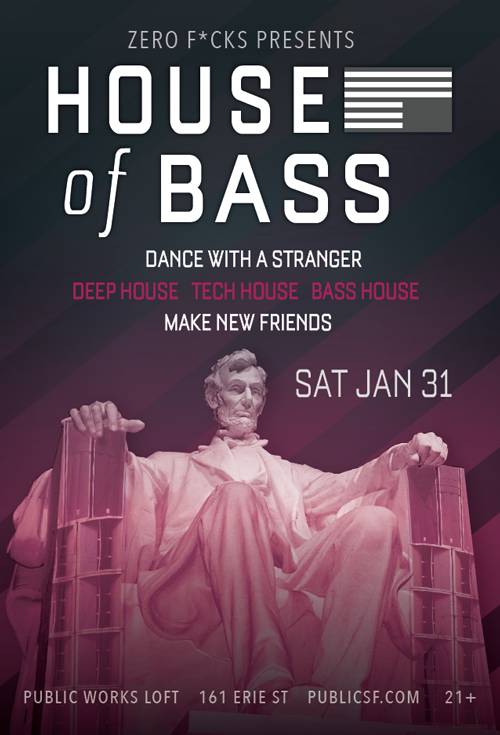 ZERO F*CKS PRESENTS
HOUSE
of BASS
DANCE WITH A STRANGER
DEEP HOUSE TECH HOUSE BASS HOUSE
MAKE NEW FRIENDS
SAT JAN 31
PUBLIC WORKS LOFT 161 ERIE ST PUBLICSF.COM 21+